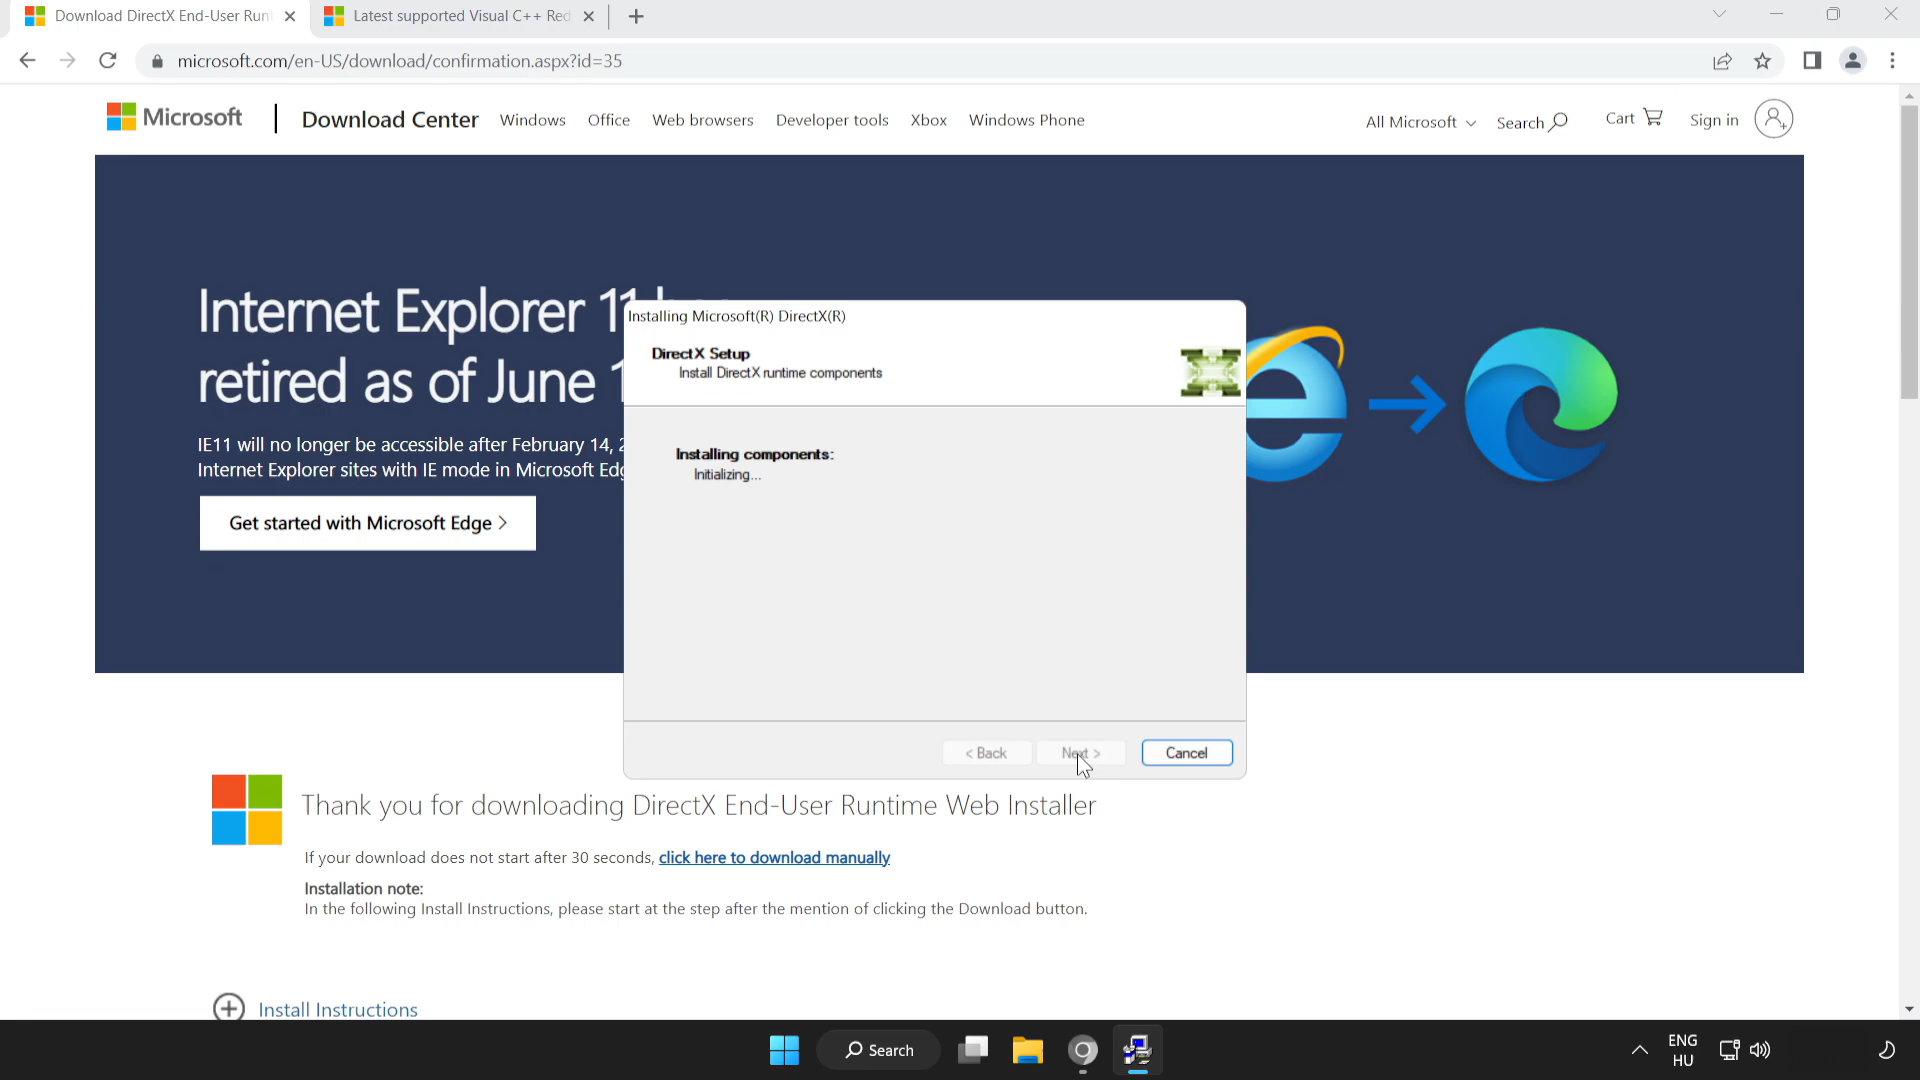 Download DirectX End-User Runt
Latest supported Visual C++ Red
microsoft.com/en-US/download/confirmation.aspx?id=35
Microsoft
Download Center
Windows
Office
Web browsers
Developer tools
Xbox
Windows Phone
All Microsoft
Search
Cart
Sign in
Internet Explorer 11
retired as of June
IE11 will no longer be accessible after February 14,
Internet Explorer sites with IE mode in Microsoft Edg
Get started with Microsoft Edge >
Installing Microsoft(R) DirectX(R)
DirectX Setup
Install DirectX runtime components
Installing components:
Initializing...
< Back
Next >
Cancel
Thank you for downloading DirectX End-User Runtime Web Installer
If your download does not start after 30 seconds, click here to download manually
Installation note:
In the following Install Instructions, please start at the step after the mention of clicking the Download button.
Install Instructions
Search
ENG
HU